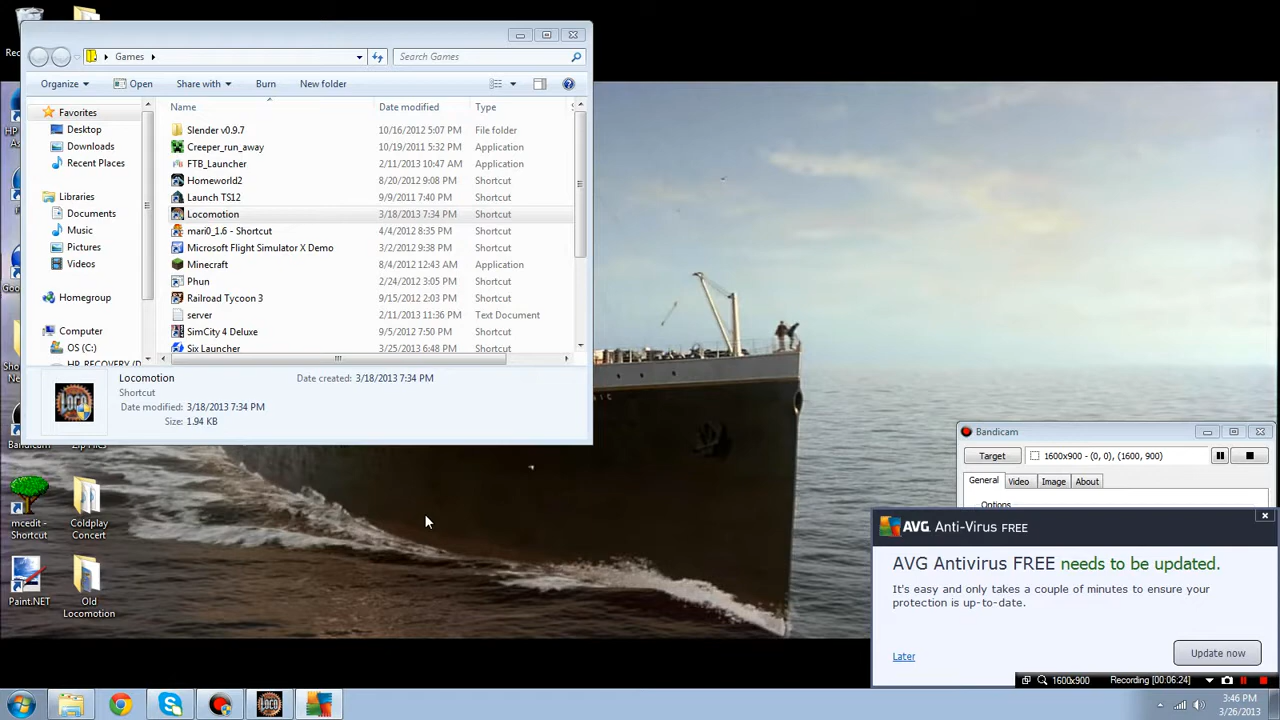 Games
Search Games
Organize Open Share with Burn New folder
Name Date modified Type
Favorites
Desktop
Downloads
Recent Places
Libraries
Documents
Music
Pictures
Videos
Homegroup
Computer
OS (C:)
HP_RECOVERY (D
Slender v0.9.7 10/16/2012 5:07 PM File folder
Creeper_run_away 10/19/2011 5:32 PM Application
FTB_Launcher 2/11/2013 10:47 AM Application
Homeworld2 8/20/2012 9:08 PM Shortcut
Launch TS12 9/9/2011 7:40 PM Shortcut
Locomotion 3/18/2013 7:34 PM Shortcut
mari0_1.6 - Shortcut 4/4/2012 8:35 PM Shortcut
Microsoft Flight Simulator X Demo 3/2/2012 9:38 PM Shortcut
Minecraft 8/4/2012 12:43 AM Application
Phun 2/24/2012 3:05 PM Shortcut
Railroad Tycoon 3 9/15/2012 2:03 PM Shortcut
server 2/11/2013 11:36 PM Text Document
SimCity 4 Deluxe 9/5/2012 7:50 PM Shortcut
Six Launcher 3/25/2013 6:48 PM Shortcut
LOCO
Locomotion Date created: 3/18/2013 7:34 PM
Shortcut
Date modified: 3/18/2013 7:34 PM
Size: 1.94 KB
mcedit -
Shortcut
Coldplay
Concert
Paint.NET
Old
Locomotion
Bandicam
Target 1600x900 - (0, 0), (1600, 900)
General Video Image About
Options
AVG Anti-Virus FREE
AVG Antivirus FREE needs to be updated.
It's easy and only takes a couple of minutes to ensure your
protection is up-to-date.
Later Update now
1600x900 Recording [00:06:24]
LOCO
3:46 PM
3/26/2013